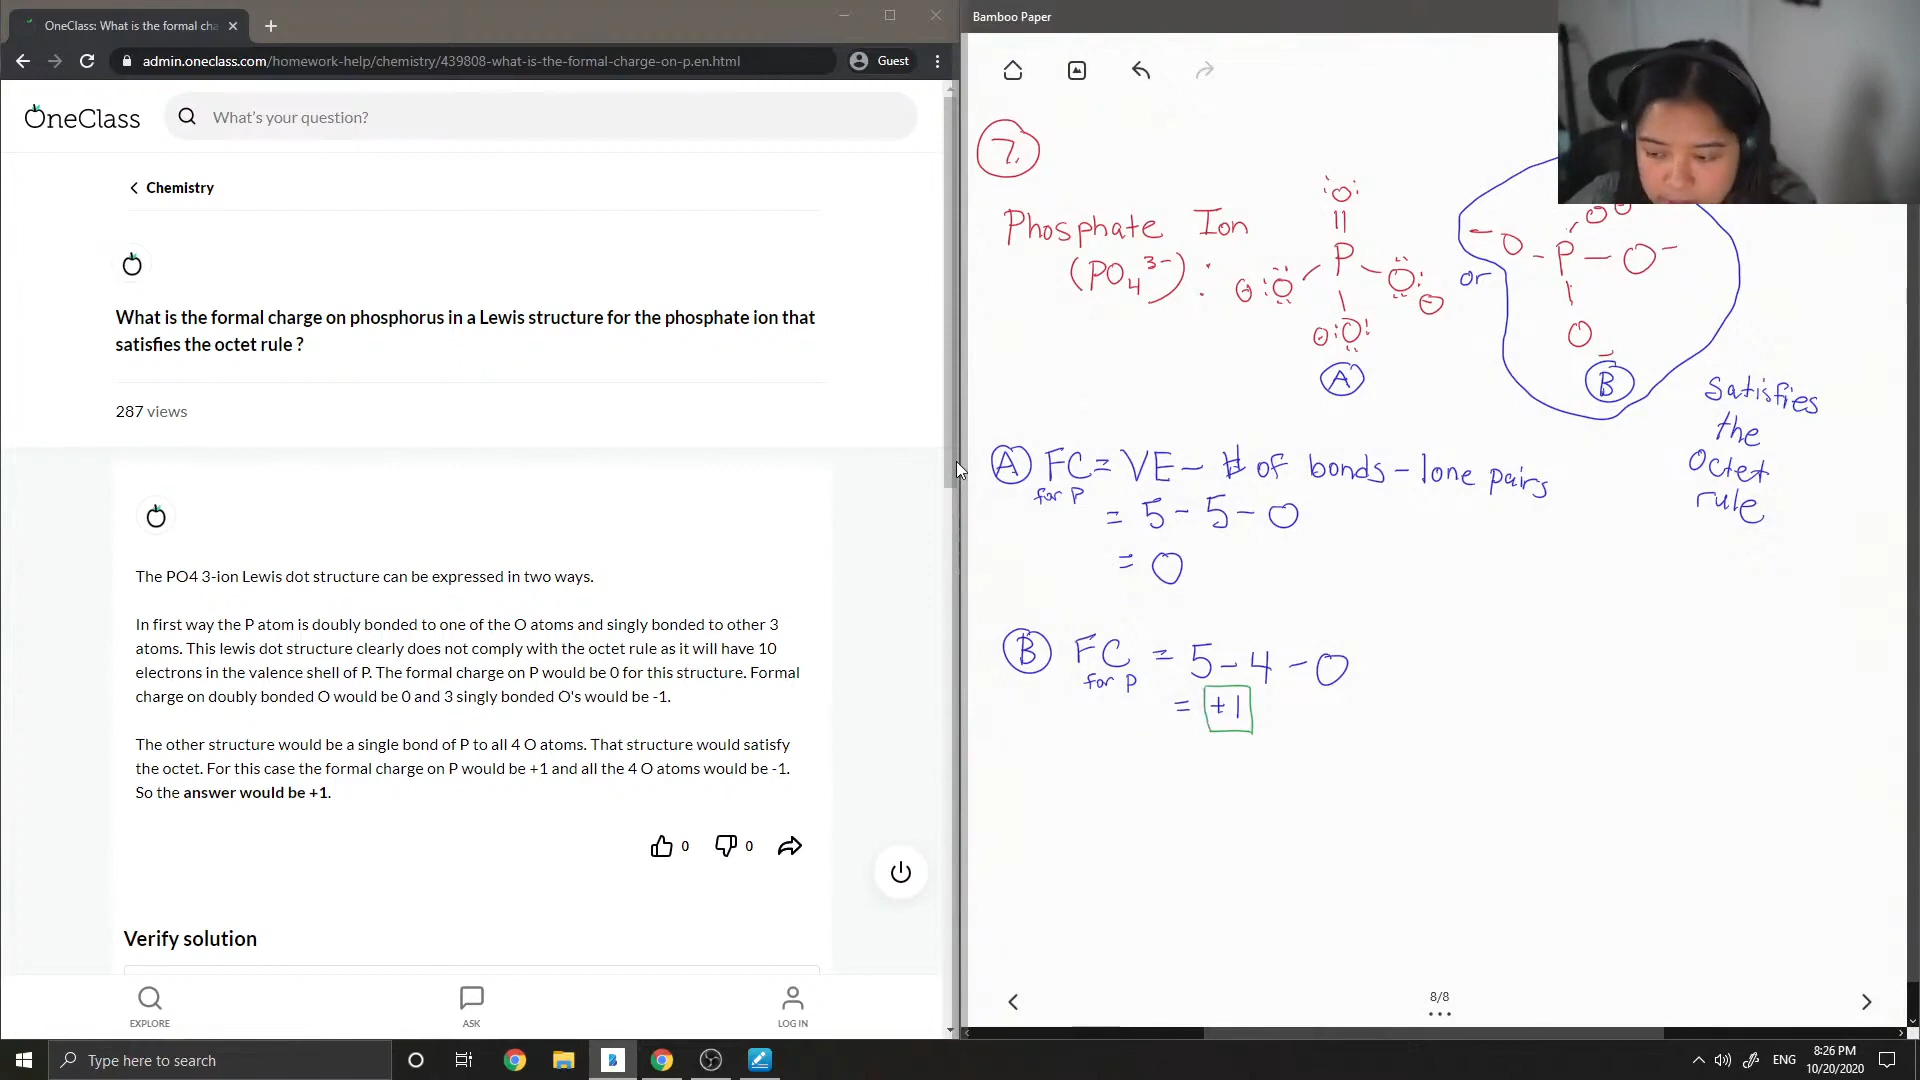 OneClass: What is the formal cha
admin.oneclass.com/homework-help/chemistry/439808-what-is-the-formal-charge-on-p.en.html
Guest
OneClass
What's your question?
Chemistry
What is the formal charge on phosphorus in a Lewis structure for the phosphate ion that
satisfies the octet rule ?
287 views
The PO4 3-ion Lewis dot structure can be expressed in two ways.
In first way the P atom is doubly bonded to one of the O atoms and singly bonded to other 3
atoms. This lewis dot structure clearly does not comply with the octet rule as it will have 10
electrons in the valence shell of P. The formal charge on P would be 0 for this structure. Formal
charge on doubly bonded O would be 0 and 3 singly bonded O's would be -1.
The other structure would be a single bond of P to all 4 O atoms. That structure would satisfy
the octet. For this case the formal charge on P would be +1 and all the 4 O atoms would be -1.
So the answer would be +1.
0
0
Verify solution
EXPLORE
ASK
LOG IN
Bamboo Paper
7.
Phosphate Ion
(PO₄³⁻) :
O
P
O
O
O
A
or
O
O - P - O⁻
O
B
Satisfies
the
Octet
rule
A FC = VE - # of bonds - lone pairs
for P
= 5 - 5 - 0
= 0
B FC = 5 - 4 - 0
for P
= +1
8/8
Type here to search
ENG
8:26 PM
10/20/2020